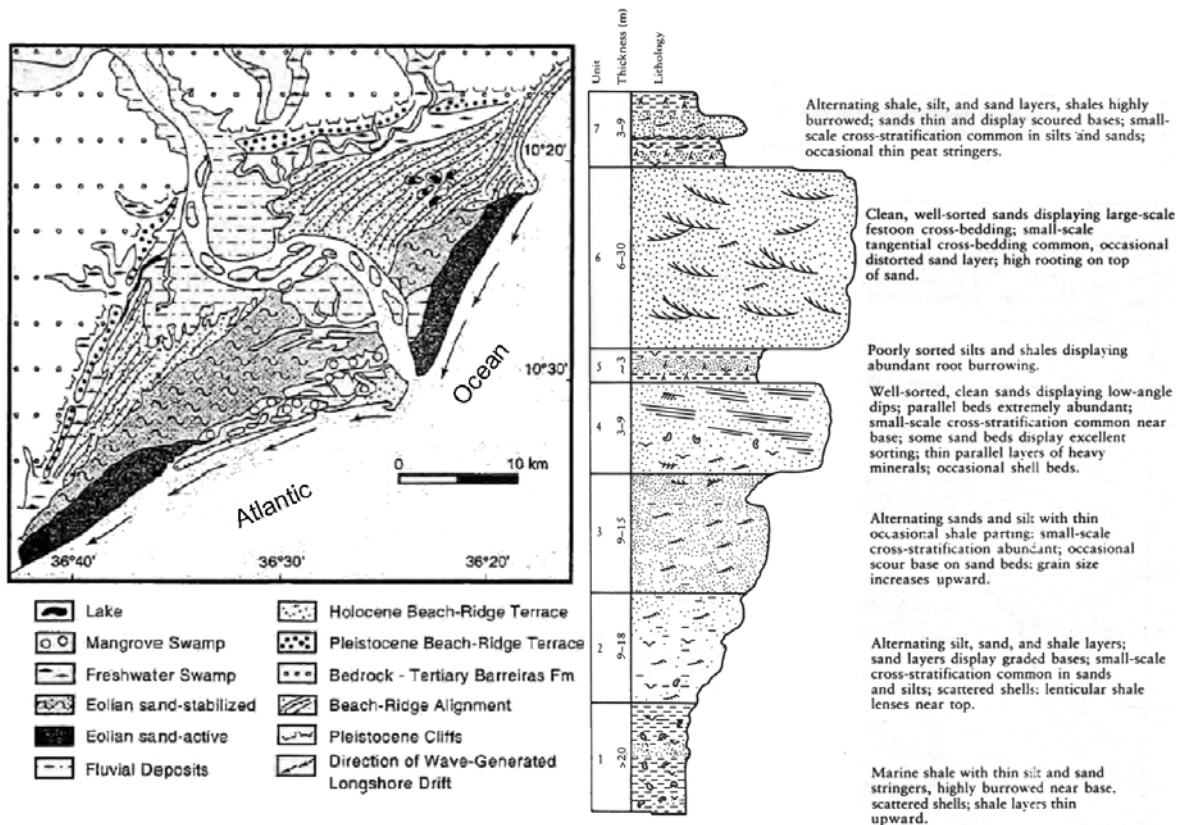 10°20'
10°30'
Ocean
0 10 km
Atlantic
36°40' 36°30' 36°20'
Lake
Mangrove Swamp
Freshwater Swamp
Eolian sand-stabilized
Eolian sand-active
Fluvial Deposits
Holocene Beach-Ridge Terrace
Pleistocene Beach-Ridge Terrace
Bedrock - Tertiary Barreiras Fm
Beach-Ridge Alignment
Pleistocene Cliffs
Direction of Wave-Generated
Longshore Drift
Unit
Thickness (m)
Lithology
7
3-9
Alternating shale, silt, and sand layers, shales highly
burrowed; sands thin and display scoured bases; small-
scale cross-stratification common in silts and sands;
occasional thin peat stringers.
6
6-30
Clean, well-sorted sands displaying large-scale
festoon cross-bedding; small-scale
tangential cross-bedding common, occasional
distorted sand layer; high rooting on top
of sand.
5
~3
Poorly sorted silts and shales displaying
abundant root burrowing.
4
3-9
Well-sorted, clean sands displaying low-angle
dips; parallel beds extremely abundant;
small-scale cross-stratification common near
base; some sand beds display excellent
sorting; thin parallel layers of heavy
minerals; occasional shell beds.
3
9-15
Alternating sands and silt with thin
occasional shale parting; small-scale
cross-stratification abundant; occasional
scour base on sand beds; grain size
increases upward.
2
9-18
Alternating silt, sand, and shale layers;
sand layers display graded bases; small-scale
cross-stratification common in sands
and silts; scattered shells; lenticular shale
lenses near top.
1
>20
Marine shale with thin silt and sand
stringers, highly burrowed near base,
scattered shells; shale layers thin
upward.